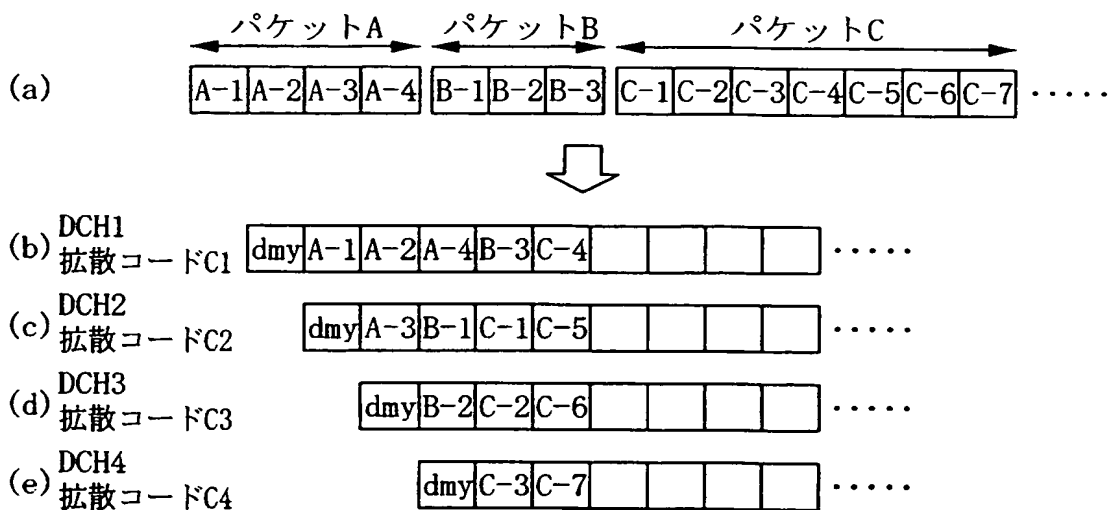 パケットA パケットB パケットC
(a) A-1 A-2 A-3 A-4 B-1 B-2 B-3 C-1 C-2 C-3 C-4 C-5 C-6 C-7 ·····
(b) DCH1
拡散コードC1 dmy A-1 A-2 A-4 B-3 C-4 ·····
(c) DCH2
拡散コードC2 dmy A-3 B-1 C-1 C-5 ·····
(d) DCH3
拡散コードC3 dmy B-2 C-2 C-6 ·····
(e) DCH4
拡散コードC4 dmy C-3 C-7 ·····